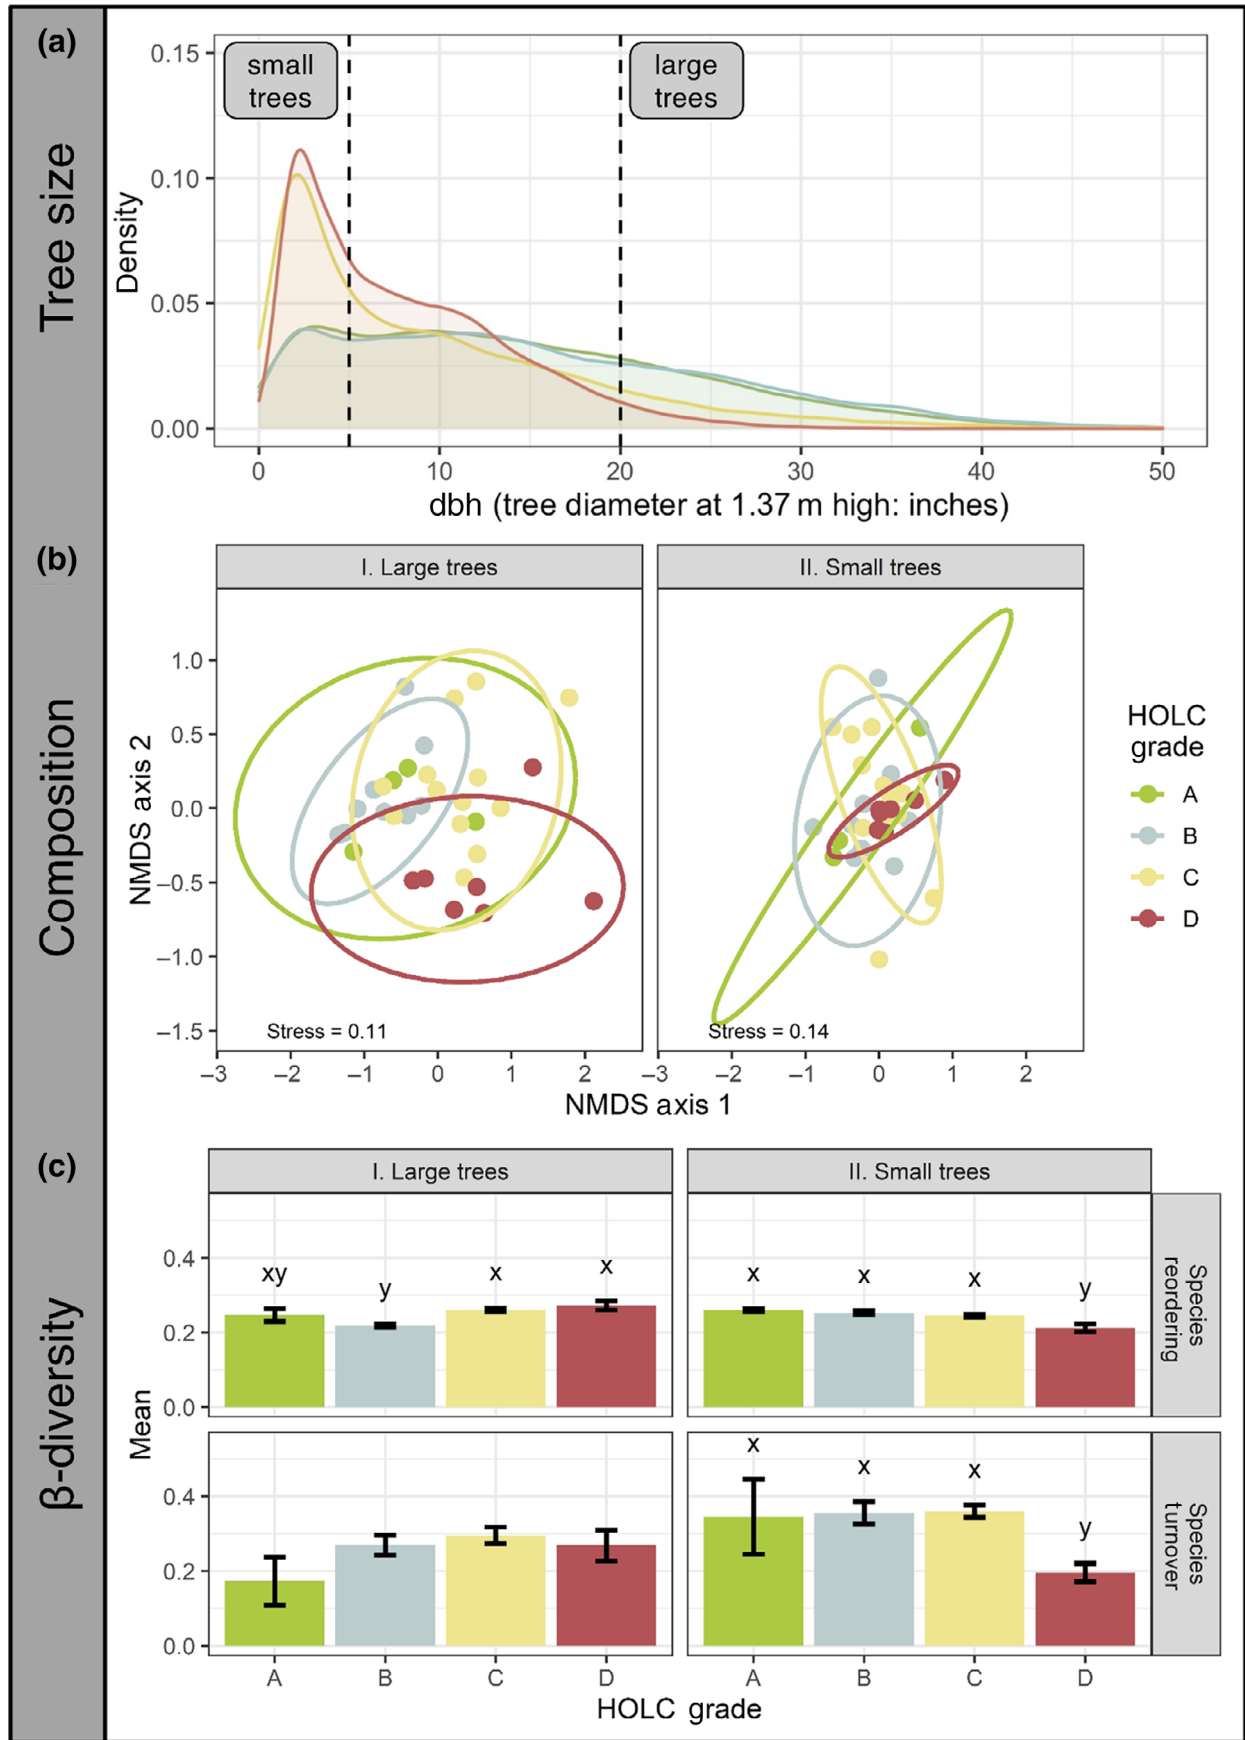 (a)
Tree size
small
trees
large
trees
0.15
0.10
0.05
0.00
Density
0 10 20 30 40 50
dbh (tree diameter at 1.37 m high: inches)
(b)
Composition
I. Large trees
II. Small trees
1.0
0.5
0.0
−0.5
−1.0
−1.5
NMDS axis 2
Stress = 0.11
Stress = 0.14
−3 −2 −1 0 1 2
−3 −2 −1 0 1 2
NMDS axis 1
HOLC
grade
A
B
C
D
(c)
β-diversity
I. Large trees
II. Small trees
0.4
0.2
0.0
xy y x x
x x x y
Species
reordering
Mean
0.4
0.2
0.0
x x x y
Species
turnover
A B C D
A B C D
HOLC grade